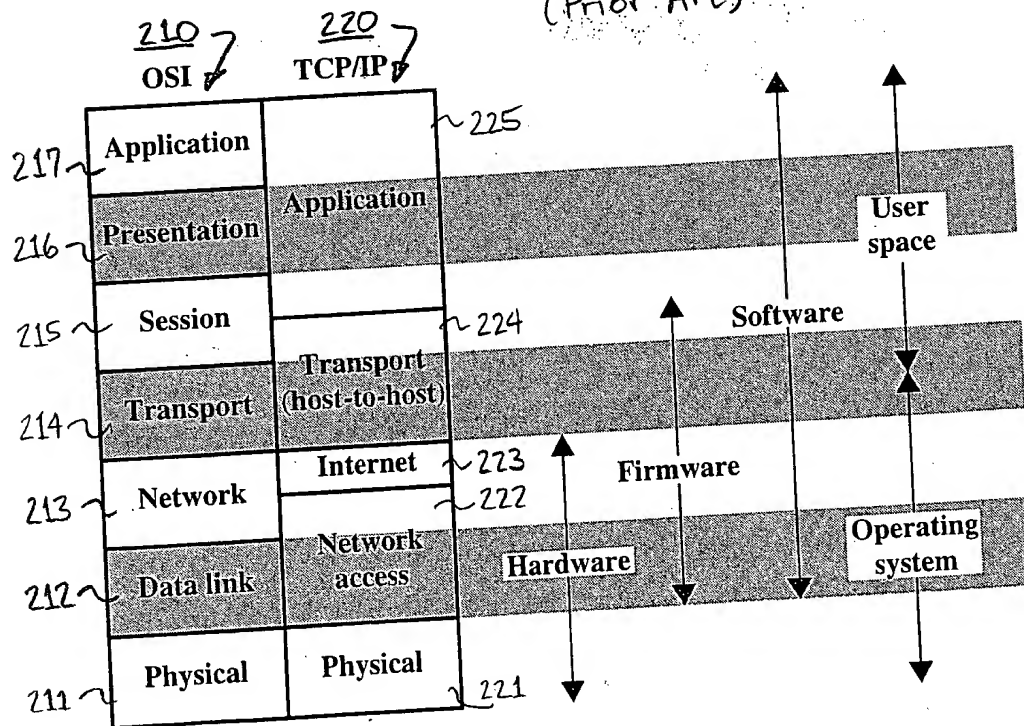 (Prior Art)
210
220
OSI
TCP/IP
Application
217
225
Presentation
216
Application
User
space
Session
215
224
Software
Transport
(host-to-host)
Transport
214
Internet
223
Network
213
222
Firmware
Network
access
Hardware
Operating
system
Data link
212
Physical
211
Physical
221